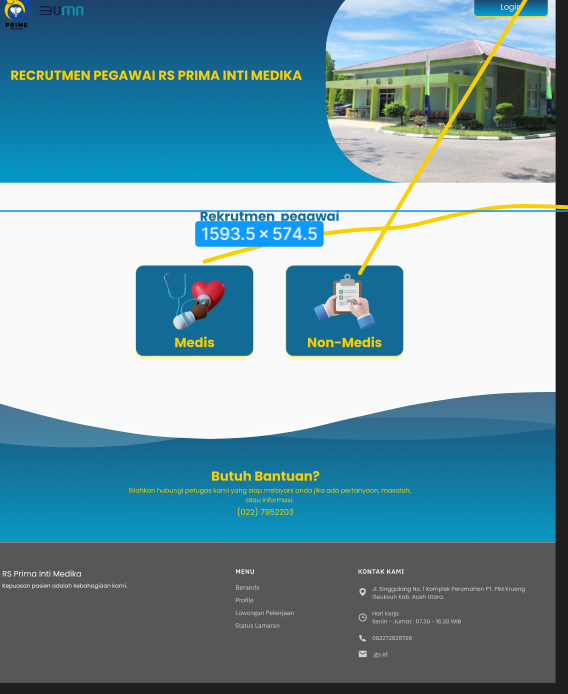 PRIME
BUMN
Login
RECRUTMEN PEGAWAI RS PRIMA INTI MEDIKA
Rekrutmen pegawai
1593.5 × 574.5
Medis
Non-Medis
Butuh Bantuan?
Silahkan hubungi petugas kami yang siap melayani anda jika ada pertanyaan, masalah,
atau informasi.
(022) 7952203
RS Prima Inti Medika
Kepuasan pasien adalah kebahagiaan kami.
MENU
Beranda
Profile
Lowongan Pekerjaan
Status Lamaran
KONTAK KAMI
Jl. Singgalang No. 1 Komplek Perumahan PT. PIM Krueng
Geukeuh Kab. Aceh Utara.
Hari Kerja
Senin - Jumat : 07.30 - 16.30 WIB
082272828798
.go.id